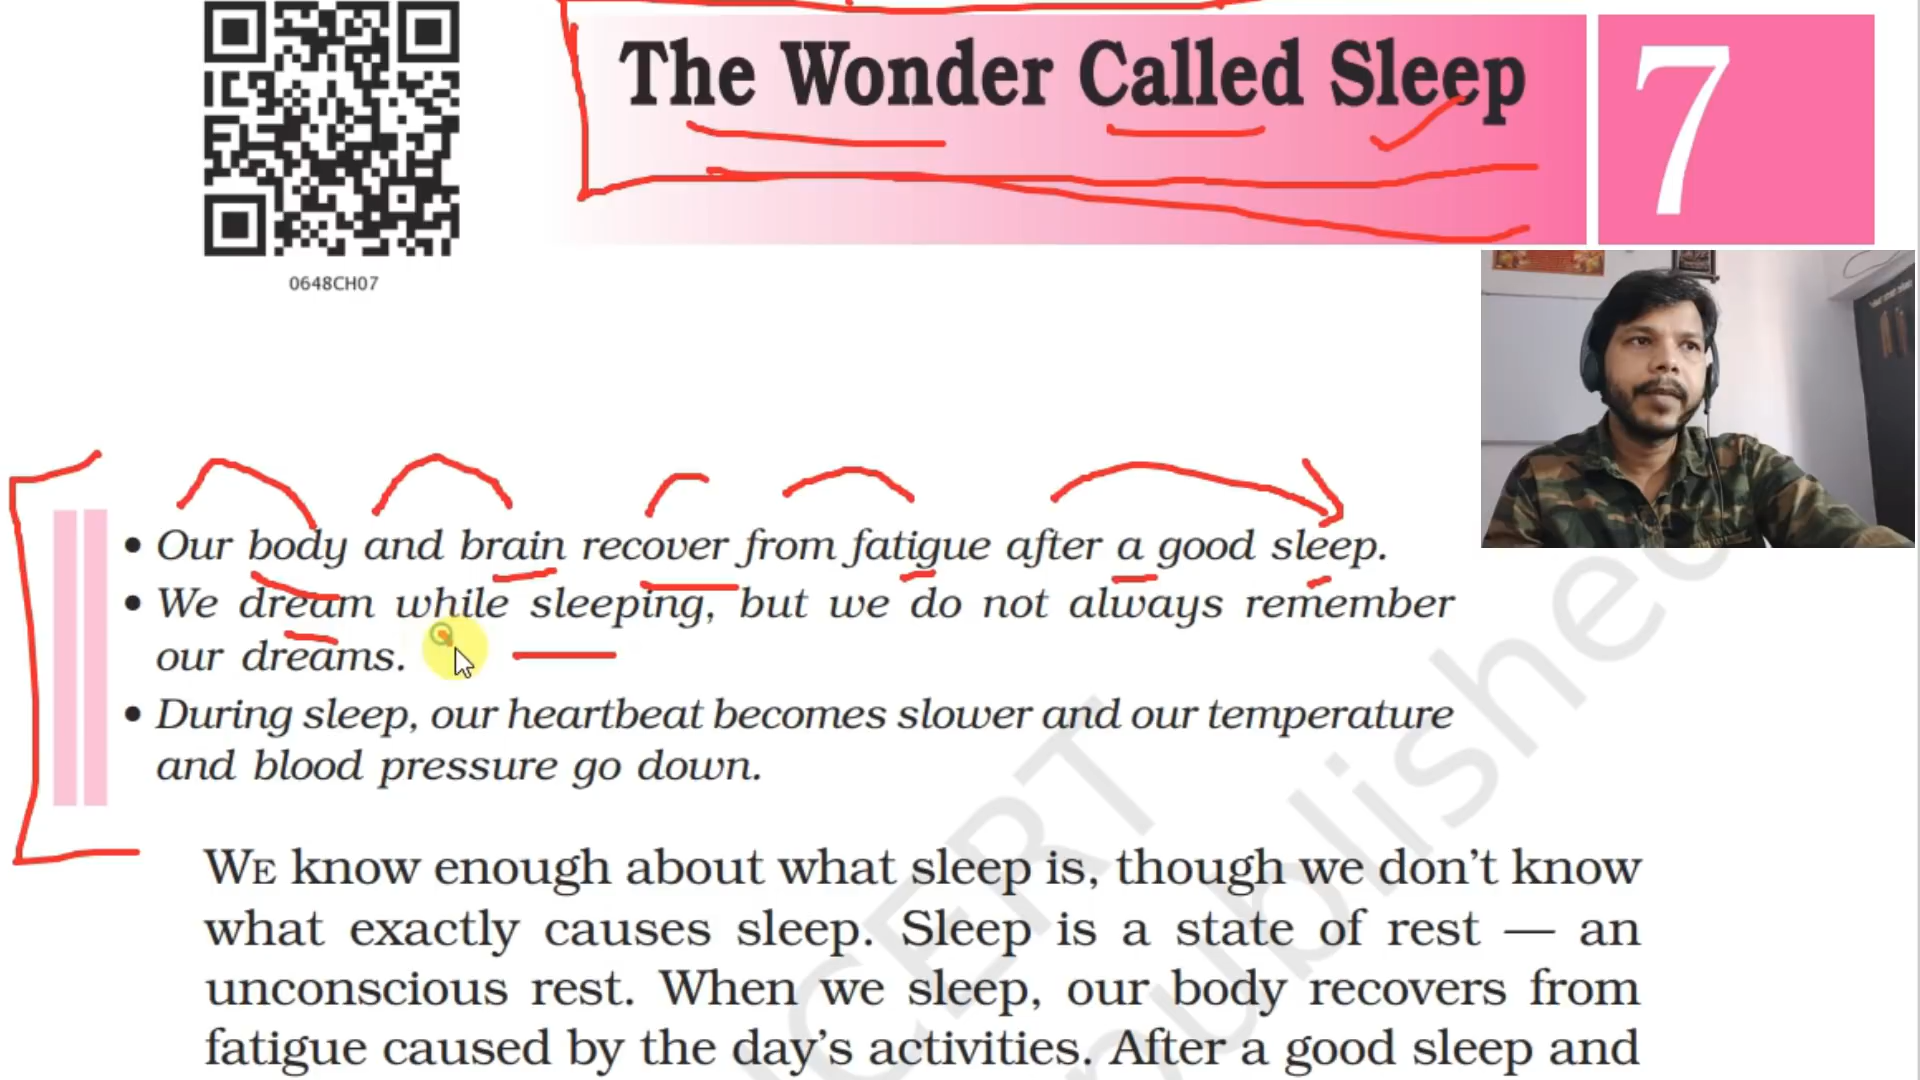 The Wonder Called Sleep
7
0648CH07
• Our body and brain recover from fatigue after a good sleep.
• We dream while sleeping, but we do not always remember
our dreams.
• During sleep, our heartbeat becomes slower and our temperature
and blood pressure go down.
WE know enough about what sleep is, though we don't know
what exactly causes sleep. Sleep is a state of rest — an
unconscious rest. When we sleep, our body recovers from
fatigue caused by the day's activities. After a good sleep and